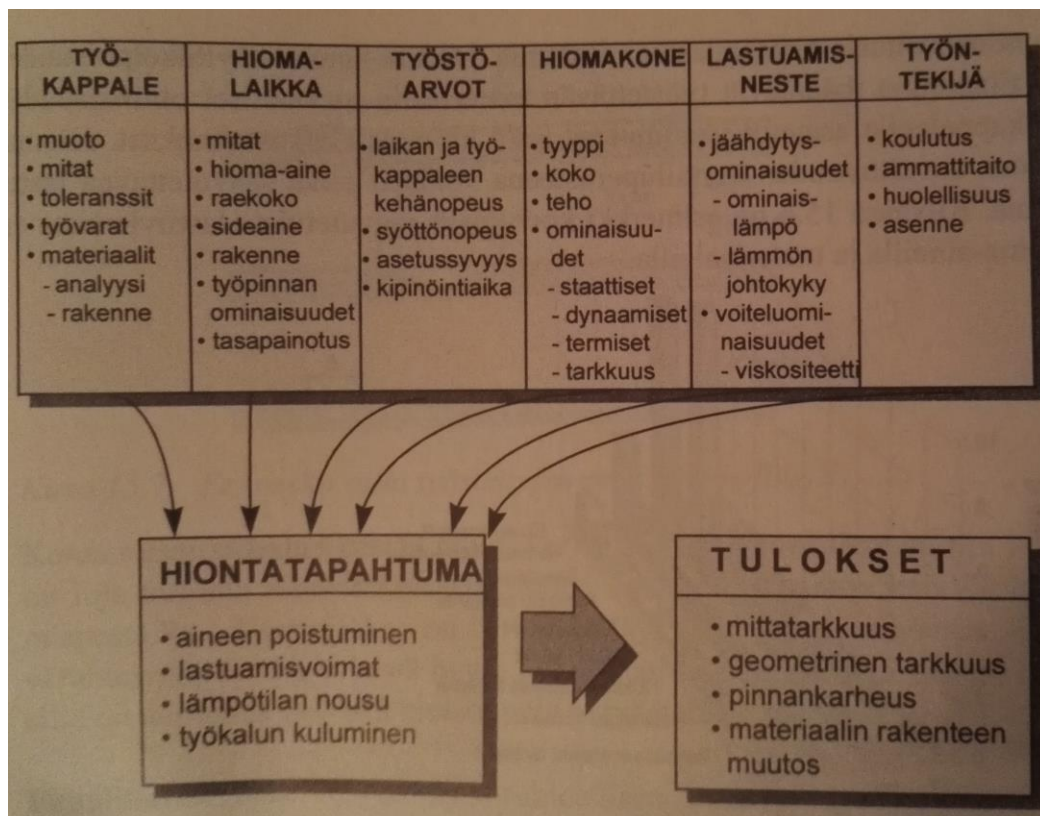 TYÖ-
KAPPALE
• muoto
• mitat
• toleranssit
• työvarat
• materiaalit
- analyysi
- rakenne
HIOMA-
LAIKKA
• mitat
• hioma-aine
• raekoko
• sideaine
• rakenne
• työpinnan
ominaisuudet
• tasapainotus
TYÖSTÖ-
ARVOT
• laikan ja työ-
kappaleen
kehänopeus
• syöttönopeus
• asetussyvyys
• kipinöintiaika
HIOMAKONE
• tyyppi
• koko
• teho
• ominaisuu-
det
- staattiset
- dynaamiset
- termiset
- tarkkuus
LASTUAMIS-
NESTE
• jäähdytys-
ominaisuudet
- ominais-
lämpö
- lämmön
johtokyky
• voiteluomi-
naisuudet
- viskositeetti
TYÖN-
TEKIJÄ
• koulutus
• ammattitaito
• huolellisuus
• asenne
HIONTATAPAHTUMA
• aineen poistuminen
• lastuamisvoimat
• lämpötilan nousu
• työkalun kuluminen
TULOKSET
• mittatarkkuus
• geometrinen tarkkuus
• pinnankarheus
• materiaalin rakenteen
muutos